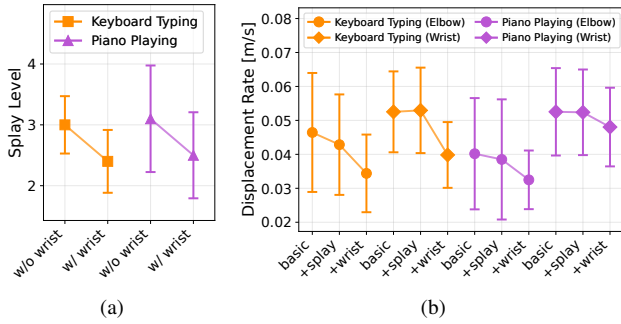 Keyboard Typing
Piano Playing
Splay Level
4
3
2
w/o wrist
w/ wrist
w/o wrist
w/ wrist
(a)
Keyboard Typing (Elbow)
Keyboard Typing (Wrist)
Piano Playing (Elbow)
Piano Playing (Wrist)
Displacement Rate [m/s]
0.08
0.07
0.06
0.05
0.04
0.03
0.02
basic
+splay
+wrist
basic
+splay
+wrist
basic
+splay
+wrist
basic
+splay
+wrist
(b)